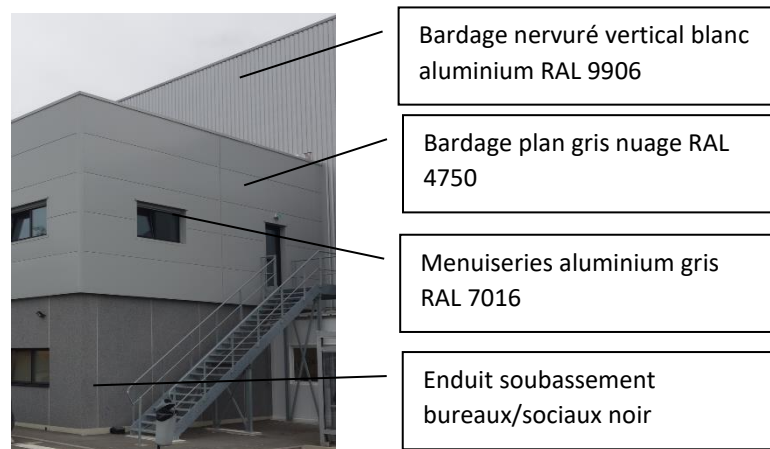 Bardage nervuré vertical blanc
aluminium RAL 9906
Bardage plan gris nuage RAL
4750
Menuiseries aluminium gris
RAL 7016
Enduit soubassement
bureaux/sociaux noir